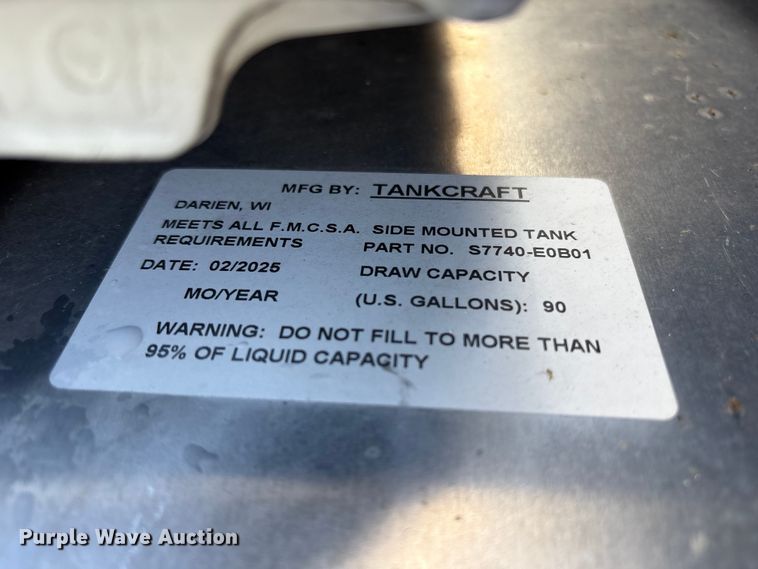 MFG BY: TANKCRAFT
DARIEN, WI
MEETS ALL F.M.C.S.A. SIDE MOUNTED TANK
REQUIREMENTS PART NO. S7740-E0B01
DATE: 02/2025 DRAW CAPACITY
MO/YEAR (U.S. GALLONS): 90
WARNING: DO NOT FILL TO MORE THAN
95% OF LIQUID CAPACITY
Purple Wave Auction